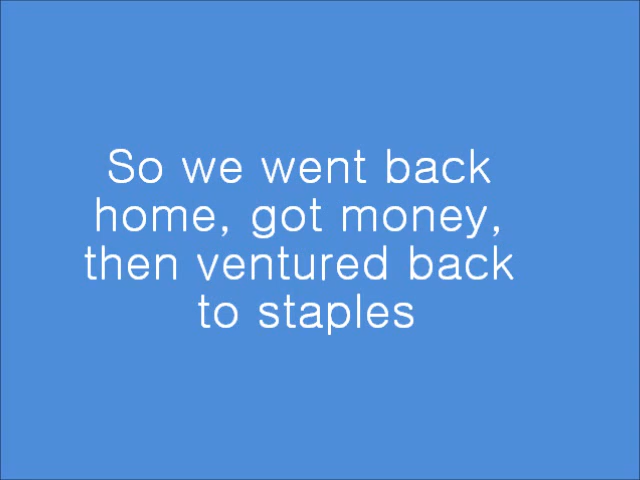 So we went back
home, got money,
then ventured back
to staples